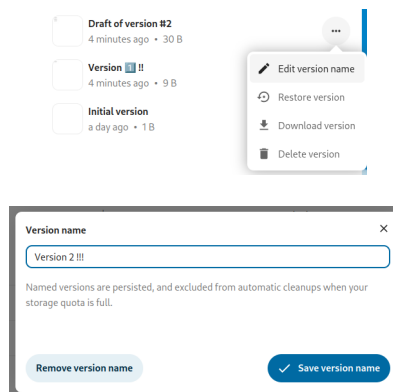 Draft of version #2
4 minutes ago • 30 B
Version 1️⃣ !!
4 minutes ago • 9 B
Initial version
a day ago • 1 B
Edit version name
Restore version
Download version
Delete version
Version name
Version 2 !!!
Named versions are persisted, and excluded from automatic cleanups when your
storage quota is full.
Remove version name
Save version name